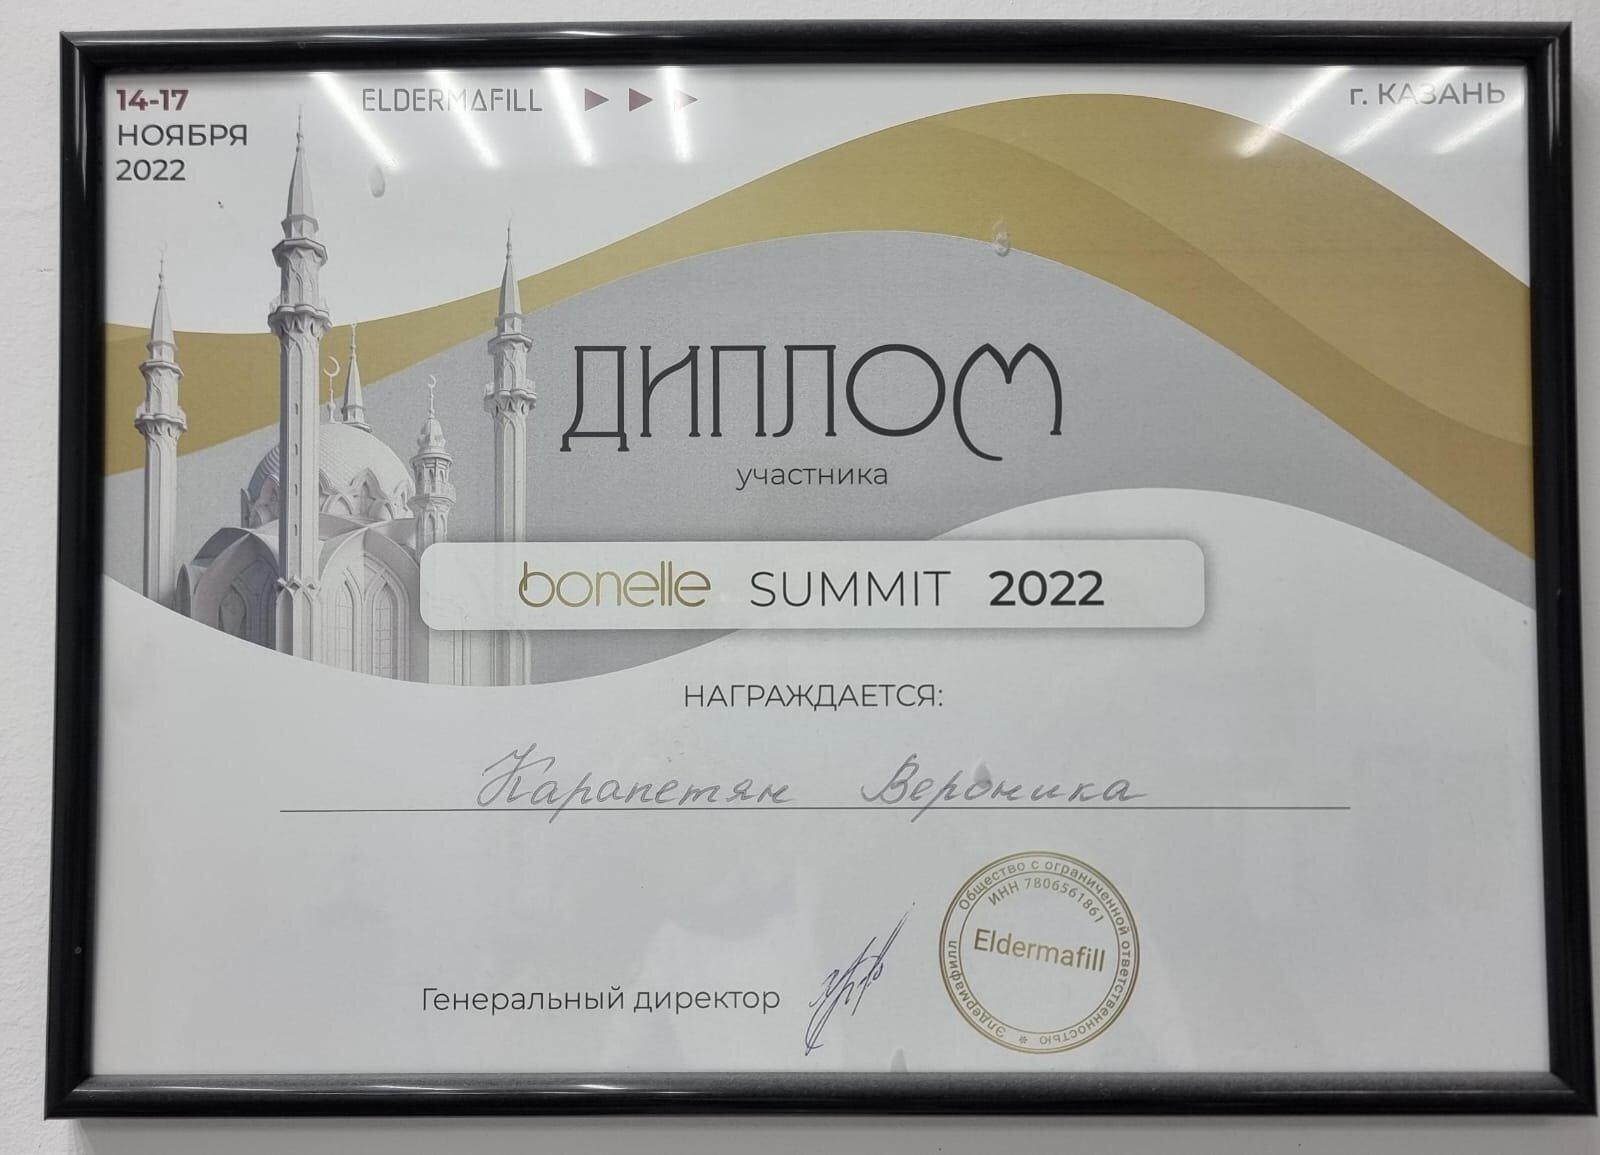 14-17
НОЯБРЯ
2022
ELDERMAFILL
г. КАЗАНЬ
ДИПЛОМ
участника
bonelle SUMMIT 2022
НАГРАЖДАЕТСЯ:
Карапетян Вероника
Генеральный директор
Общество с ограниченной ответственностью * Элдермафилл
ИНН 7806561861
Eldermafill